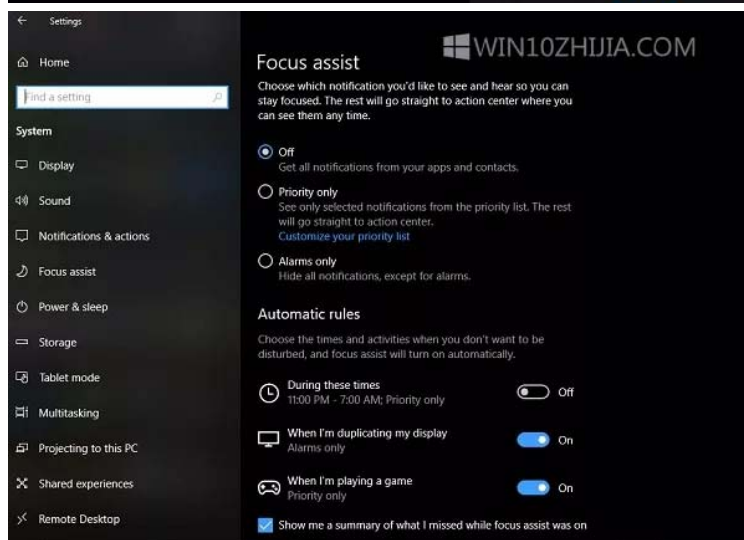 Settings
WIN10ZHIJIA.COM
Home
Find a setting
System
Display
Sound
Notifications & actions
Focus assist
Power & sleep
Storage
Tablet mode
Multitasking
Projecting to this PC
Shared experiences
Remote Desktop
Focus assist
Choose which notification you'd like to see and hear so you can
stay focused. The rest will go straight to action center where you
can see them any time.
Off
Get all notifications from your apps and contacts.
Priority only
See only selected notifications from the priority list. The rest
will go straight to action center.
Customize your priority list
Alarms only
Hide all notifications, except for alarms.
Automatic rules
Choose the times and activities when you don't want to be
disturbed, and focus assist will turn on automatically.
During these times
11:00 PM - 7:00 AM; Priority only
Off
When I'm duplicating my display
Alarms only
On
When I'm playing a game
Priority only
On
Show me a summary of what I missed while focus assist was on